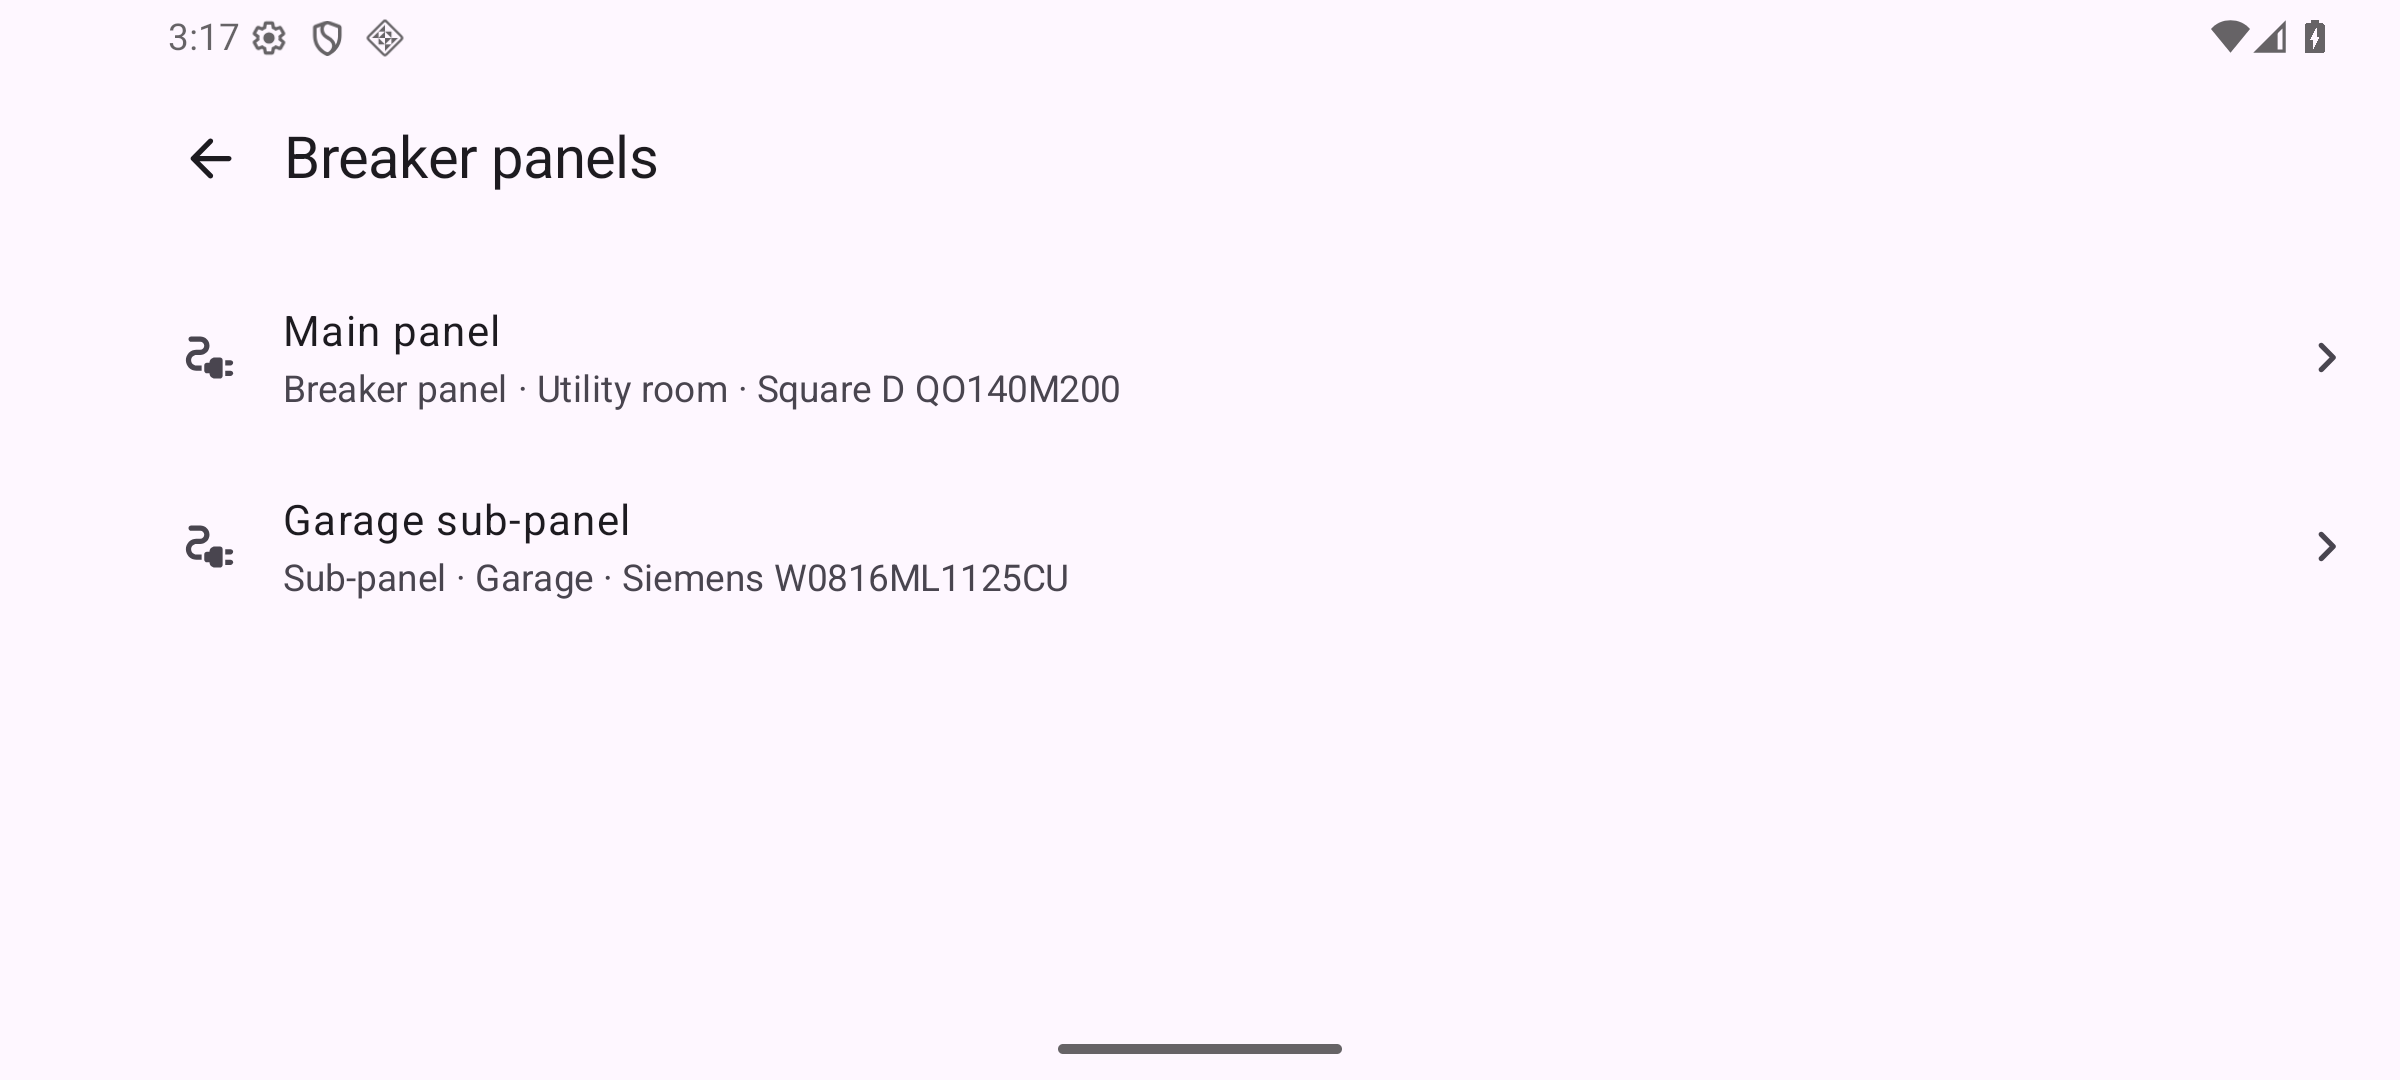 3:17
Breaker panels
Main panel
Breaker panel · Utility room · Square D QO140M200
Garage sub-panel
Sub-panel · Garage · Siemens W0816ML1125CU